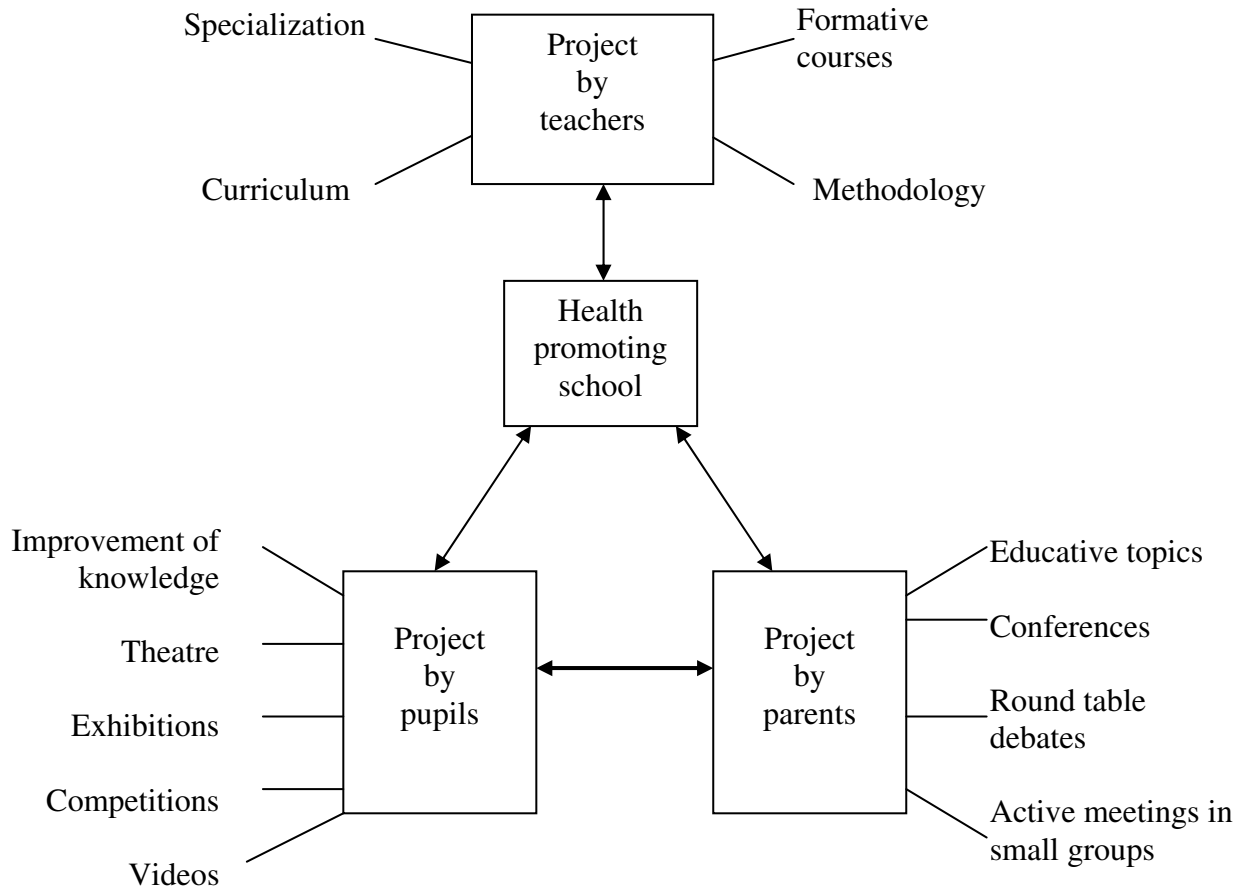 Specialization
Project
by
teachers
Formative
courses
Curriculum
Methodology
Health
promoting
school
Improvement of
knowledge
Theatre
Exhibitions
Competitions
Videos
Project
by
pupils
Project
by
parents
Educative topics
Conferences
Round table
debates
Active meetings in
small groups